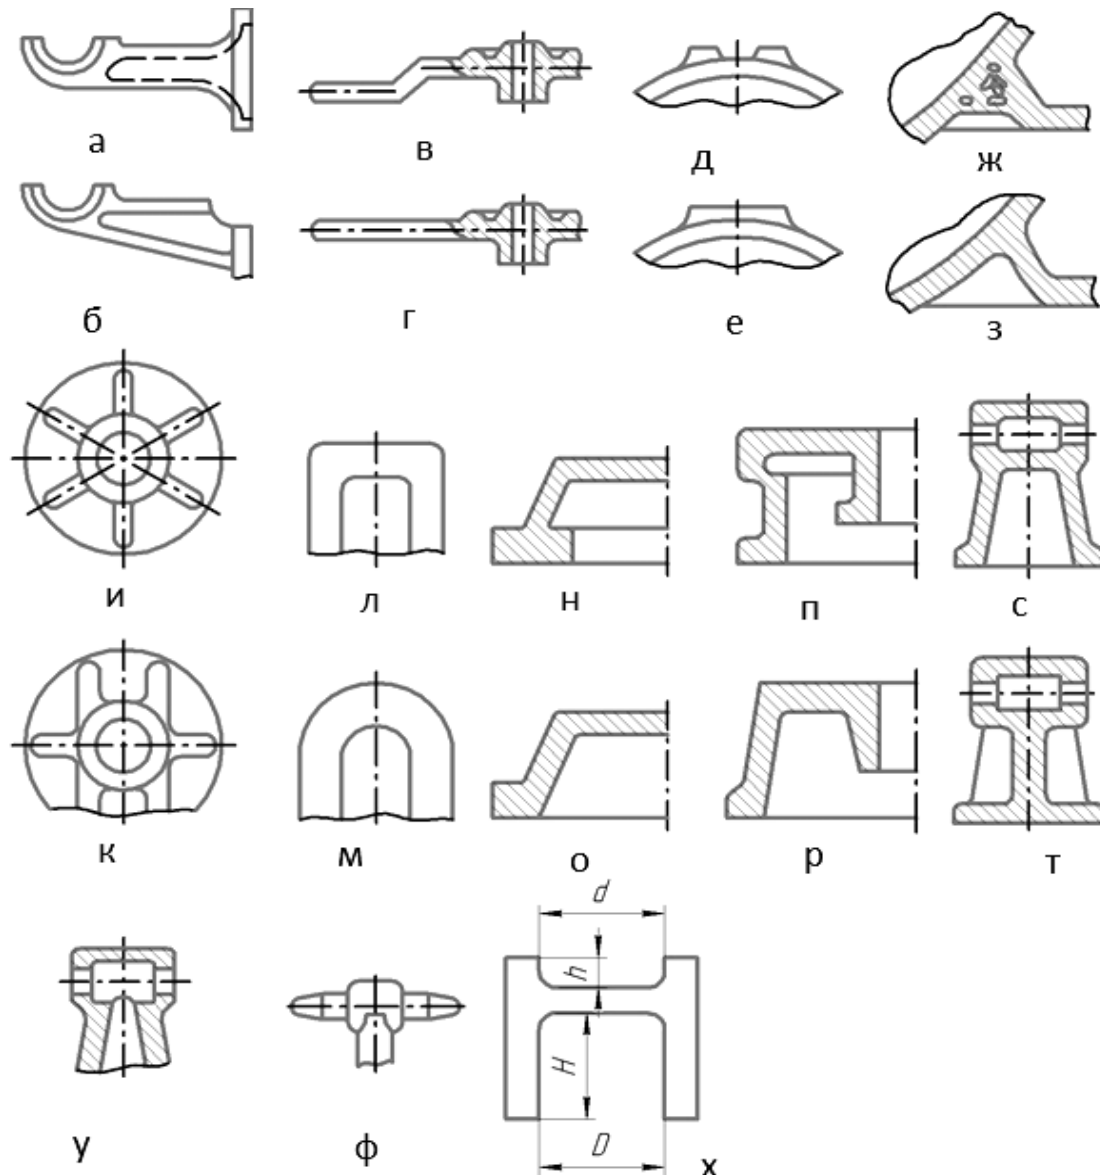 а в д ж
б г е з
и л н п с
к м о р т
d
h
H
D
у ф х